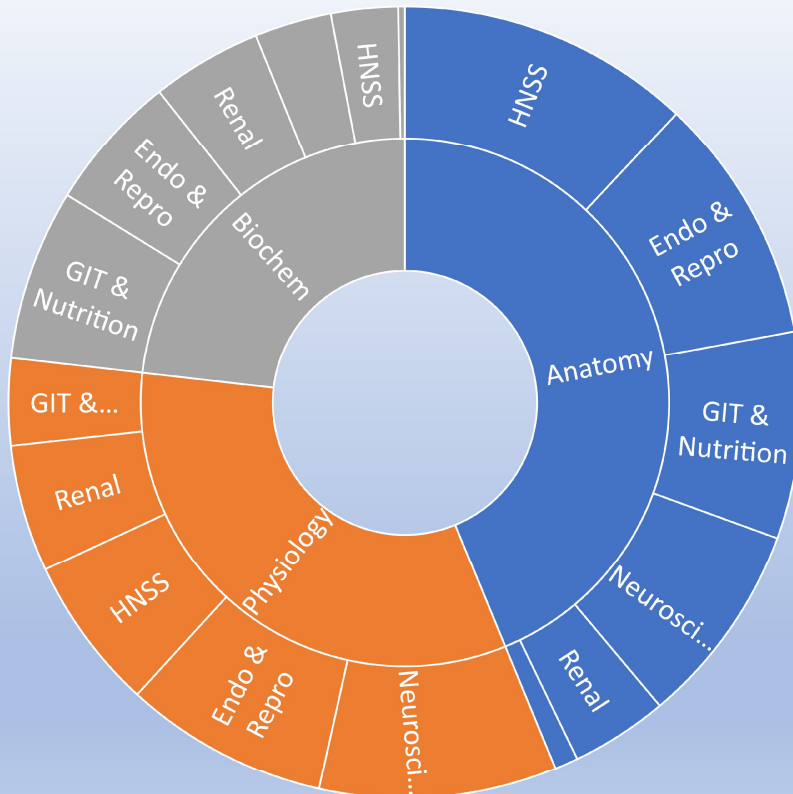 HNSS
Endo &
Repro
GIT &
Nutrition
Neurosci...
Renal
Anatomy
Neurosci...
Endo &
Repro
HNSS
Renal
GIT &...
Physiology
GIT &
Nutrition
Endo &
Repro
Renal
HNSS
Biochem